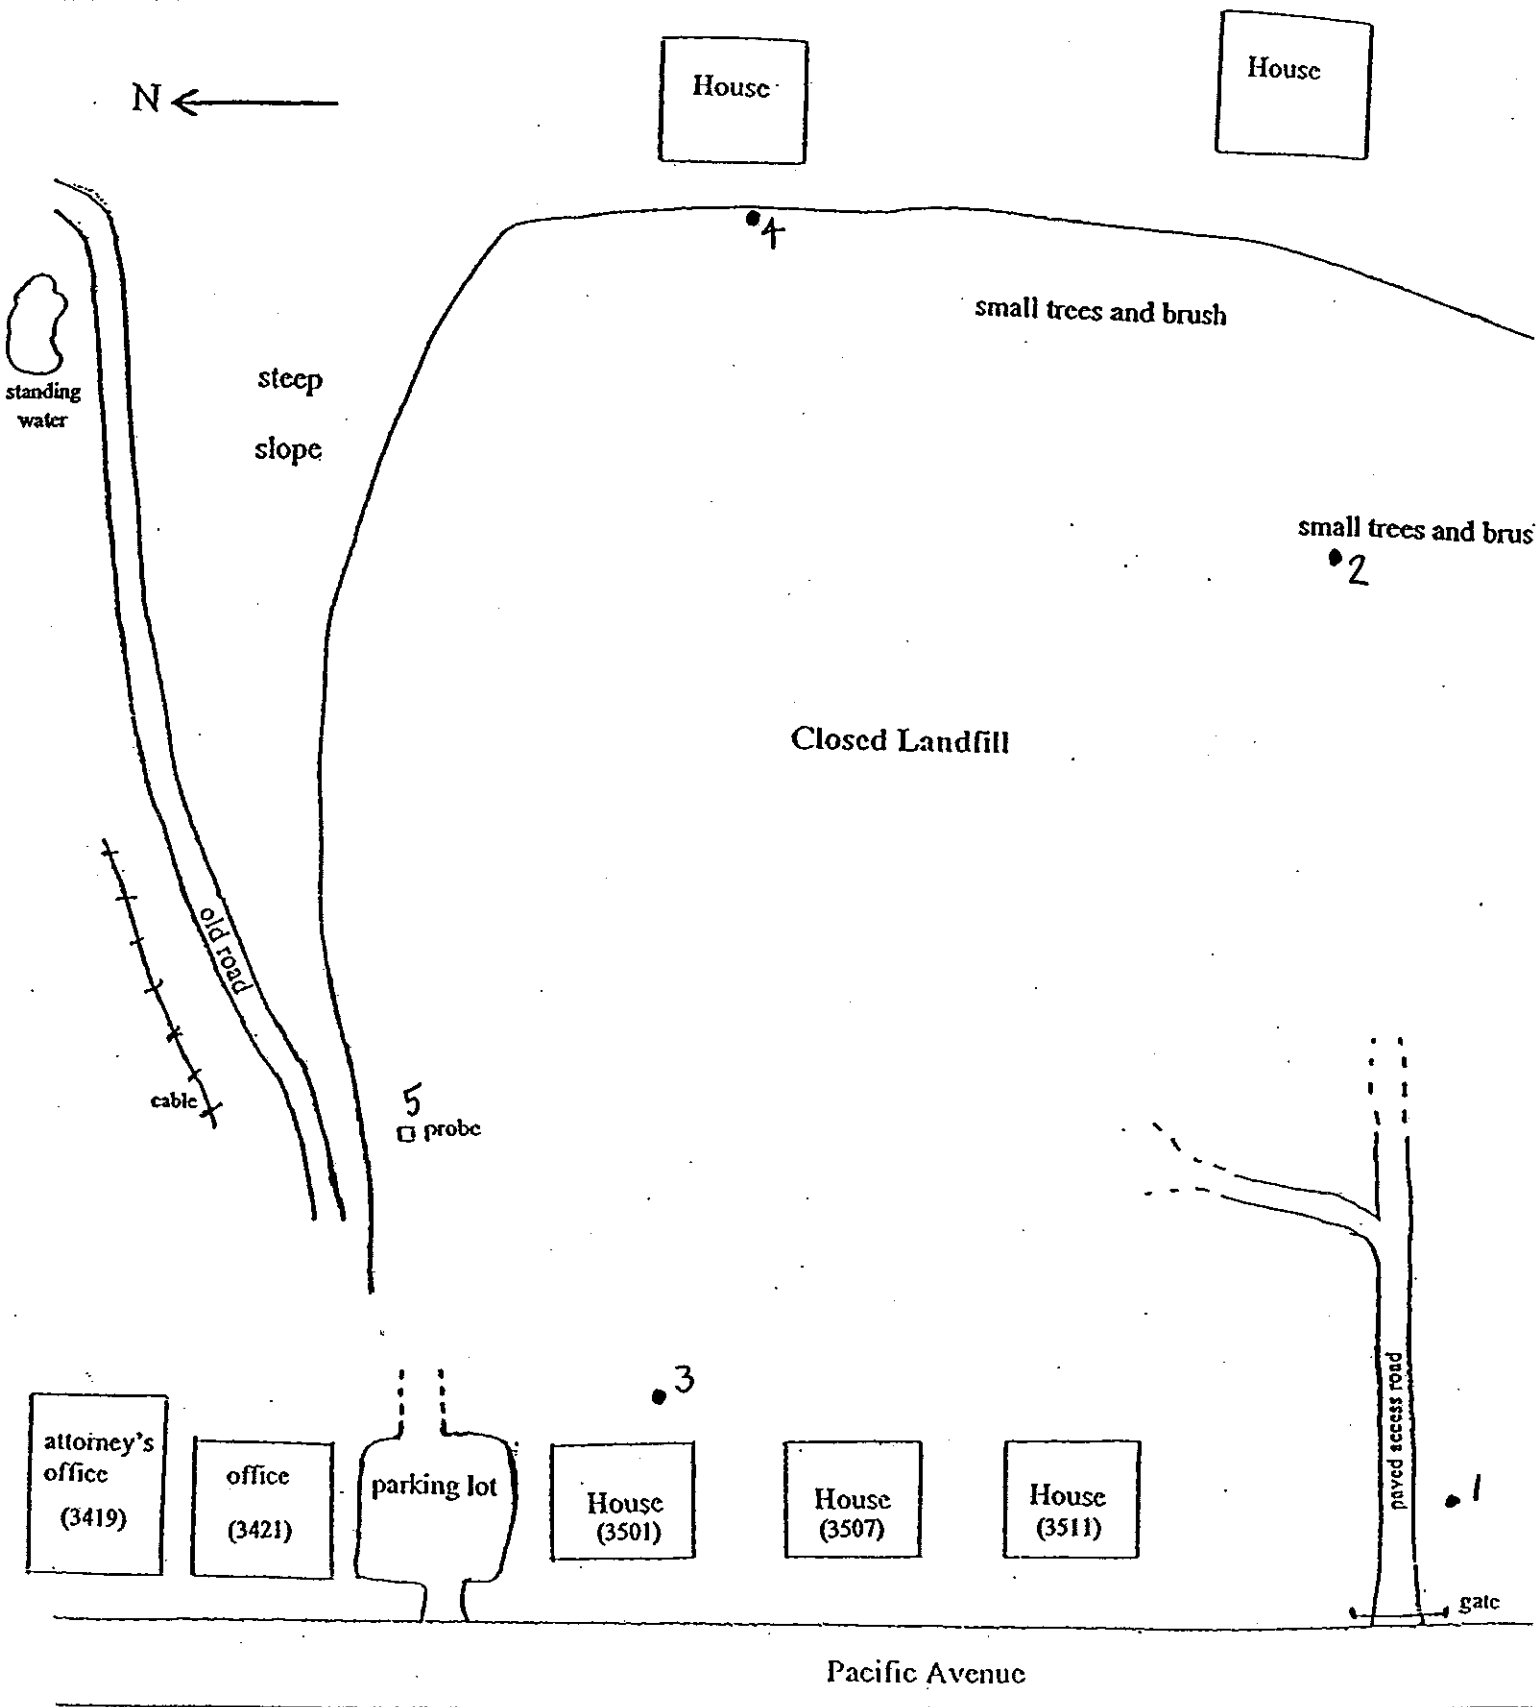 House
House
N
4
small trees and brush
standing
water
steep
slope
small trees and brus
2
Closed Landfill
old road
cable
5
probe
3
attorney's
office
(3419)
office
(3421)
parking lot
House
(3501)
House
(3507)
House
(3511)
paved access road
1
gate
Pacific Avenue